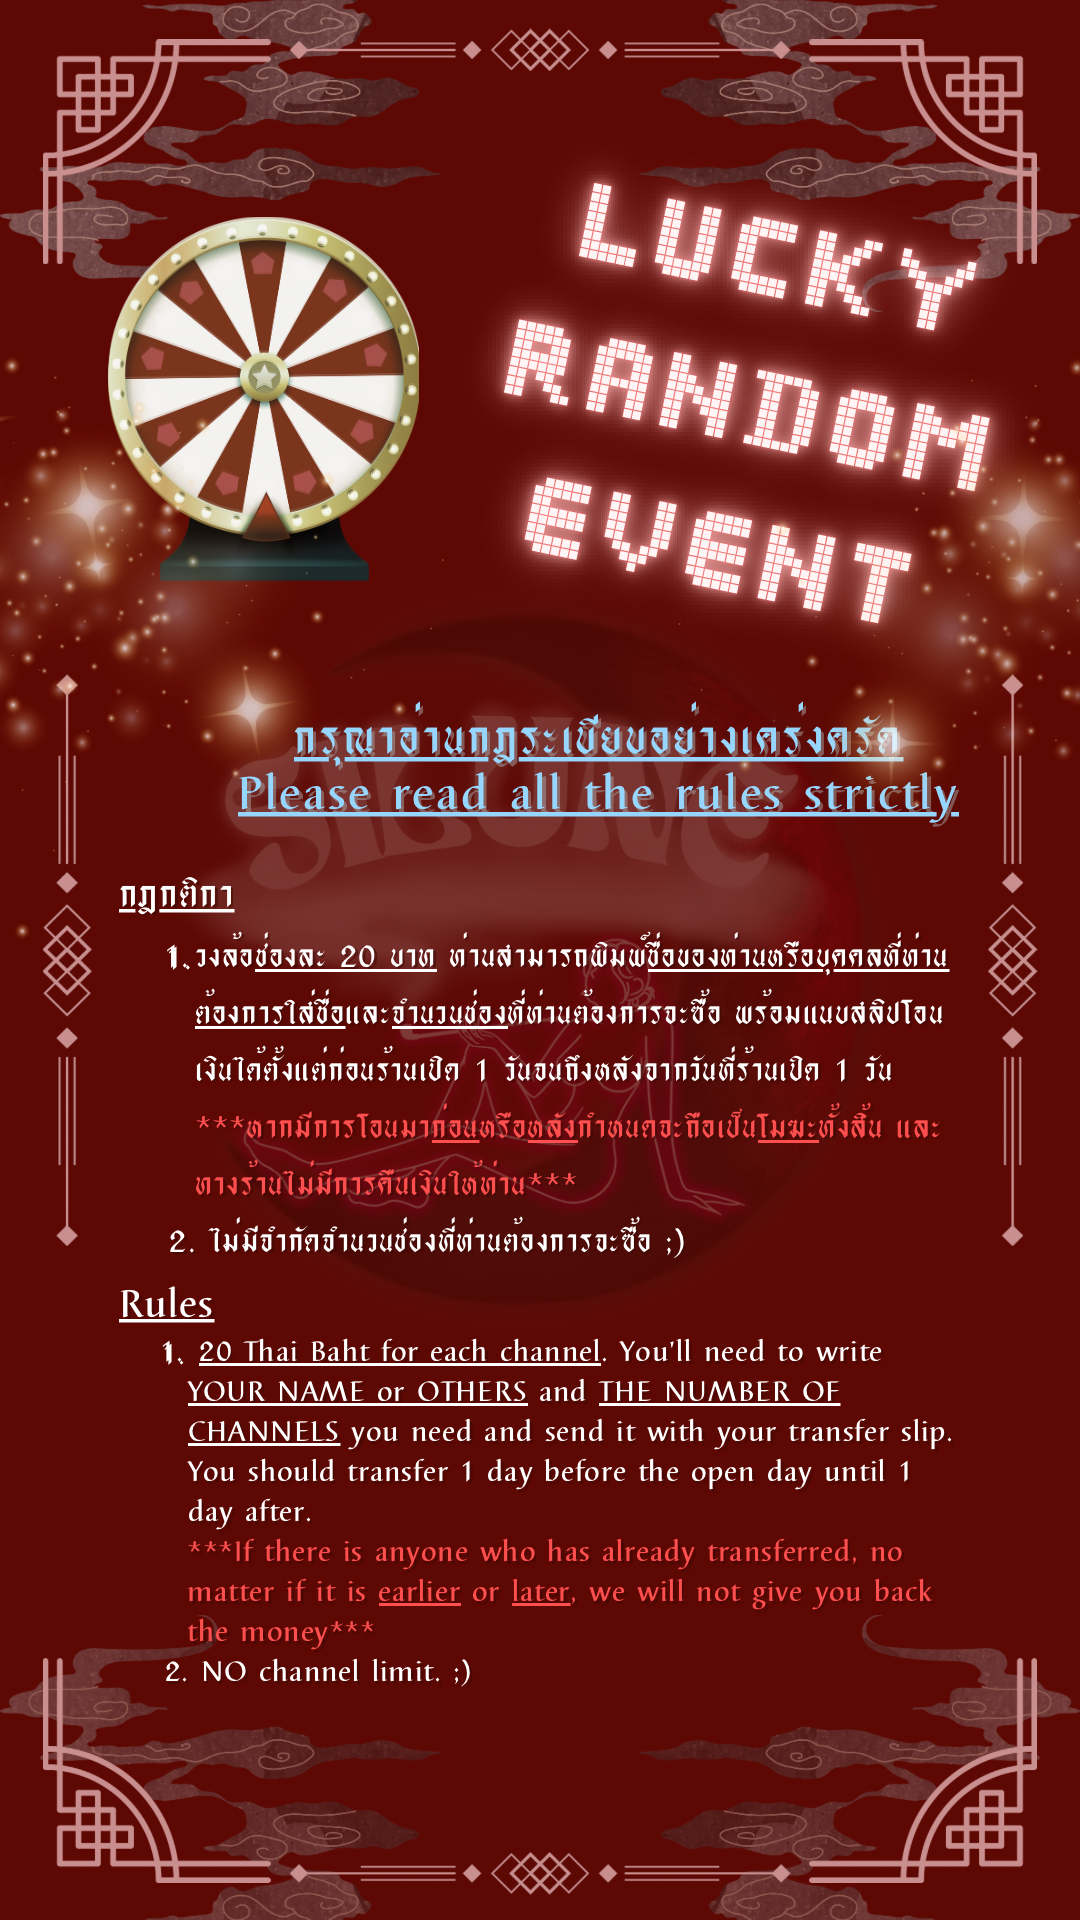 LUCKY
RANDOM
EVENT
กรุณาอ่านกฎระเบียบอย่างเคร่งครัด
Please read all the rules strictly
กฎกติกา
1. วงล้อช่องละ 20 บาท ท่านสามารถพิมพ์ชื่อของท่านหรือบุคคลที่ท่าน
ต้องการใส่ชื่อและจำนวนช่องที่ท่านต้องการจะซื้อ พร้อมแนบสลิปโอน
เงินได้ตั้งแต่ก่อนร้านเปิด 1 วันจนถึงหลังจากวันที่ร้านเปิด 1 วัน
***หากมีการโอนมาก่อนหรือหลังกำหนดจะถือเป็นโมฆะทั้งสิ้น และ
ทางร้านไม่มีการคืนเงินให้ท่าน***
2. ไม่มีจำกัดจำนวนช่องที่ท่านต้องการจะซื้อ ;)
Rules
1. 20 Thai Baht for each channel. You'll need to write
YOUR NAME or OTHERS and THE NUMBER OF
CHANNELS you need and send it with your transfer slip.
You should transfer 1 day before the open day until 1
day after.
***If there is anyone who has already transferred, no
matter if it is earlier or later, we will not give you back
the money***
2. NO channel limit. ;)